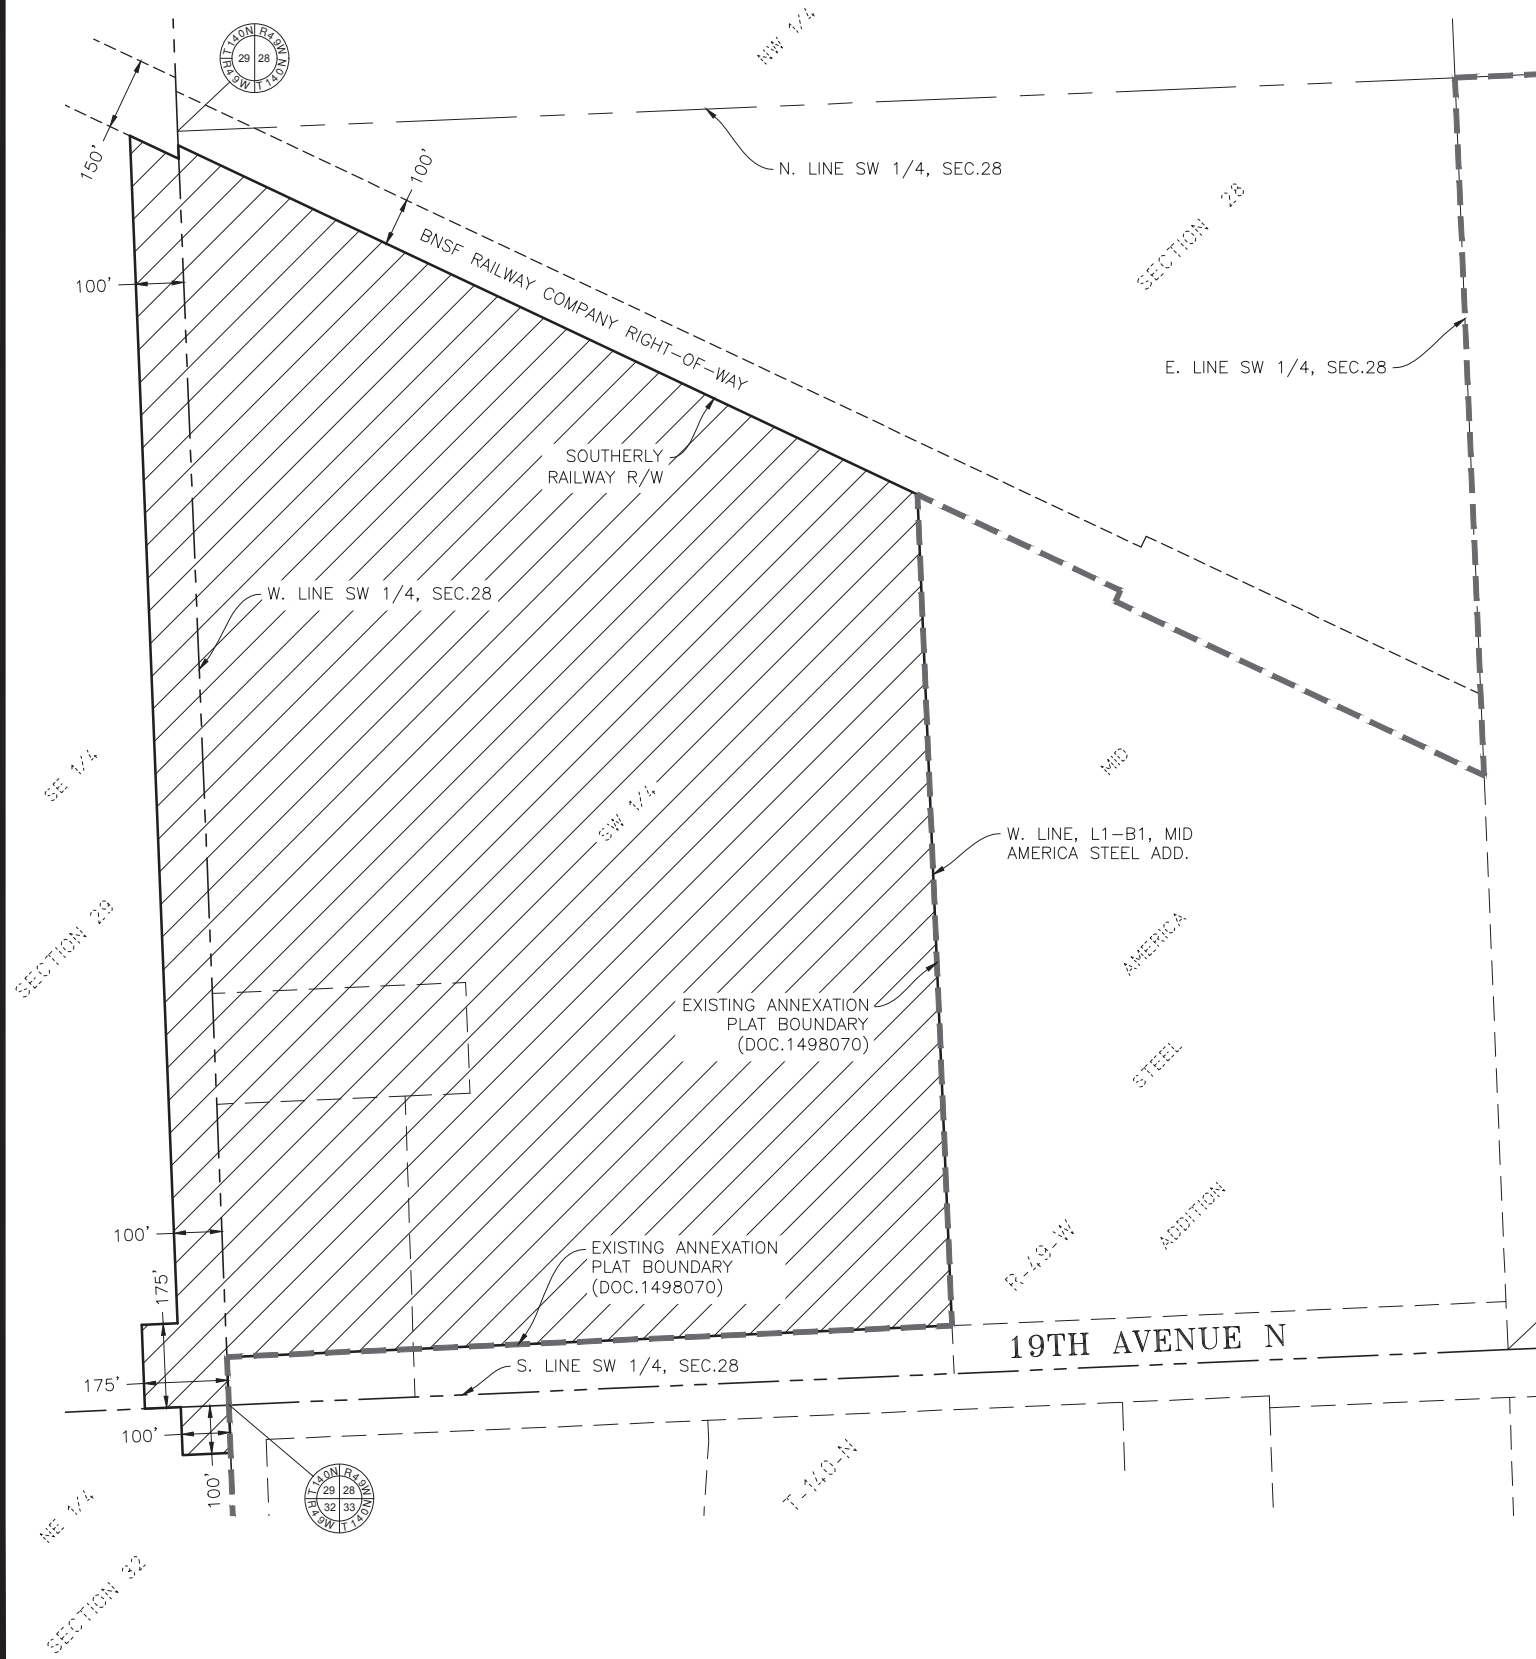 NW 1/4
T140N R49W
29 28
R49W T140N
150'
100'
N. LINE SW 1/4, SEC.28
SECTION 28
BNSF RAILWAY COMPANY RIGHT-OF-WAY
100'
E. LINE SW 1/4, SEC.28
SOUTHERLY
RAILWAY R/W
W. LINE SW 1/4, SEC.28
SE 1/4
MID
SW 1/4
W. LINE, L1-B1, MID
AMERICA STEEL ADD.
SECTION 29
AMERICA
EXISTING ANNEXATION
PLAT BOUNDARY
(DOC.1498070)
STEEL
ADDITION
100'
R-49-W
EXISTING ANNEXATION
PLAT BOUNDARY
(DOC.1498070)
175'
19TH AVENUE N
S. LINE SW 1/4, SEC.28
175'
100'
100'
T-140-N
T140N R49W
29 28
32 33
R49W T140N
NE 1/4
SECTION 32